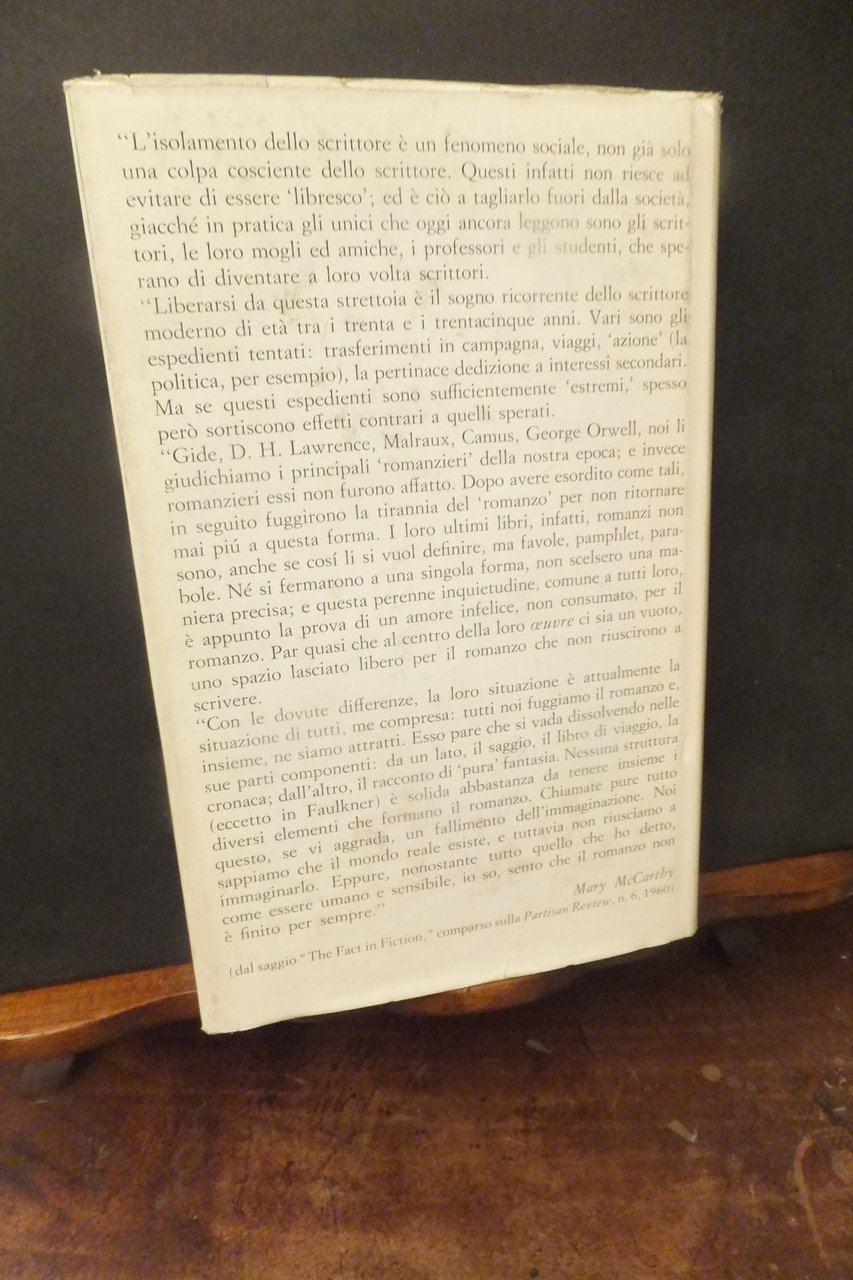 “L'isolamento dello scrittore è un fenomeno sociale, non già solo
una colpa cosciente dello scrittore. Questi infatti non riesce ad
evitare di essere ‘libresco’; ed è ciò a tagliarlo fuori dalla società,
giacché in pratica gli unici che oggi ancora leggono sono gli scrit-
tori, le loro mogli ed amiche, i professori e gli studenti, che spe-
rano di diventare a loro volta scrittori.
“Liberarsi da questa strettoia è il sogno ricorrente dello scrittore
moderno di età tra i trenta e i trentacinque anni. Vari sono gli
espedienti tentati: trasferimenti in campagna, viaggi, ‘azione’ (la
politica, per esempio), la pertinace dedizione a interessi secondari.
Ma se questi espedienti sono sufficientemente ‘estremi,’ spesso
però sortiscono effetti contrari a quelli sperati.
“Gide, D. H. Lawrence, Malraux, Camus, George Orwell, noi li
giudichiamo i principali ‘romanzieri’ della nostra epoca; e invece
romanzieri essi non furono affatto. Dopo avere esordito come tali,
in seguito fuggirono la tirannia del ‘romanzo’ per non ritornare
mai piú a questa forma. I loro ultimi libri, infatti, romanzi non
sono, anche se cosí li si vuol definire, ma favole, pamphlet, para-
bole. Né si fermarono a una singola forma, non scelsero una ma-
niera precisa; e questa perenne inquietudine, comune a tutti loro,
è appunto la prova di un amore infelice, non consumato, per il
romanzo. Par quasi che al centro della loro œuvre ci sia un vuoto,
uno spazio lasciato libero per il romanzo che non riuscirono a
scrivere.
“Con le dovute differenze, la loro situazione è attualmente la
situazione di tutti, me compresa: tutti noi fuggiamo il romanzo e,
insieme, ne siamo attratti. Esso pare che si vada dissolvendo nelle
sue parti componenti: da un lato, il saggio, il libro di viaggio, la
cronaca; dall'altro, il racconto di ‘pura’ fantasia. Nessuna struttura
(eccetto in Faulkner) è solida abbastanza da tenere insieme i
diversi elementi che formano il romanzo. Chiamate pure tutto
questo, se vi aggrada, un fallimento dell'immaginazione. Noi
sappiamo che il mondo reale esiste, e tuttavia non riusciamo a
immaginarlo. Eppure, nonostante tutto quello che ho detto,
come essere umano e sensibile, io so, sento che il romanzo non
è finito per sempre.”
Mary McCarthy
(dal saggio “The Fact in Fiction,” comparso sulla Partisan Review, n. 6, 1960)